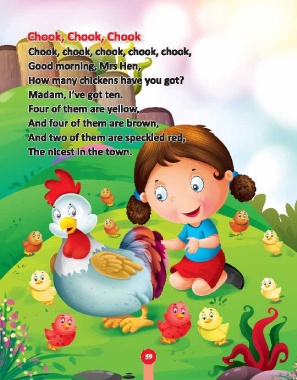 Chook, Chook, Chook
Chook, chook, chook, chook, chook,
Good morning, Mrs Hen.
How many chickens have you got?
Madam, I've got ten.
Four of them are yellow,
And four of them are brown,
And two of them are speckled red,
The nicest in the town.
59